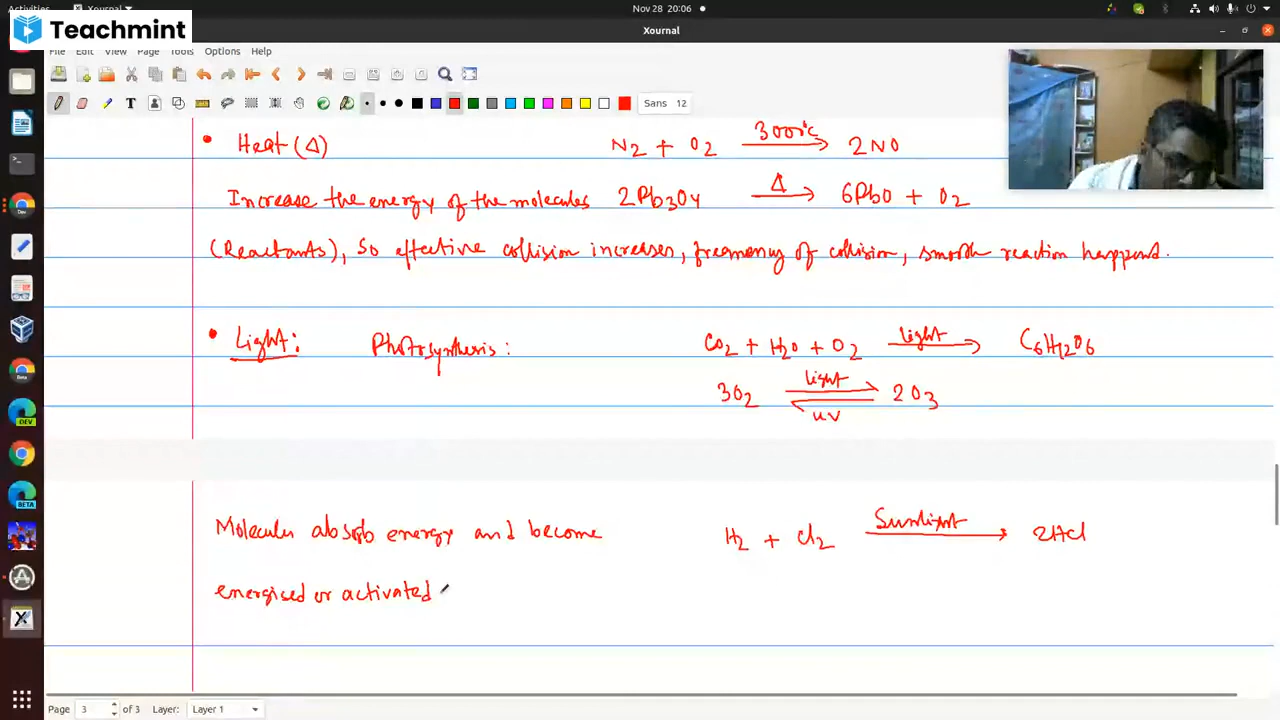 Activities
Xournal
Nov 28 20:06
Teachmint
Xournal
File Edit View Page Tools Options Help
Sans 12
• Heat (Δ) N2 + O2 3000°c → 2NO
Increase the energy of the molecules 2Pb3O4 Δ → 6PbO + O2
(Reactants), So effective collision increases, frequency of collision, smooth reaction happend.
• Light: Photosynthesis: CO2 + H2O + O2 light → C6H12O6
3O2 light ⇌ uv 2O3
Molecules absorb energy and become H2 + Cl2 Sunlight → 2HCl
energised or activated
Page 3 of 3 Layer: Layer 1